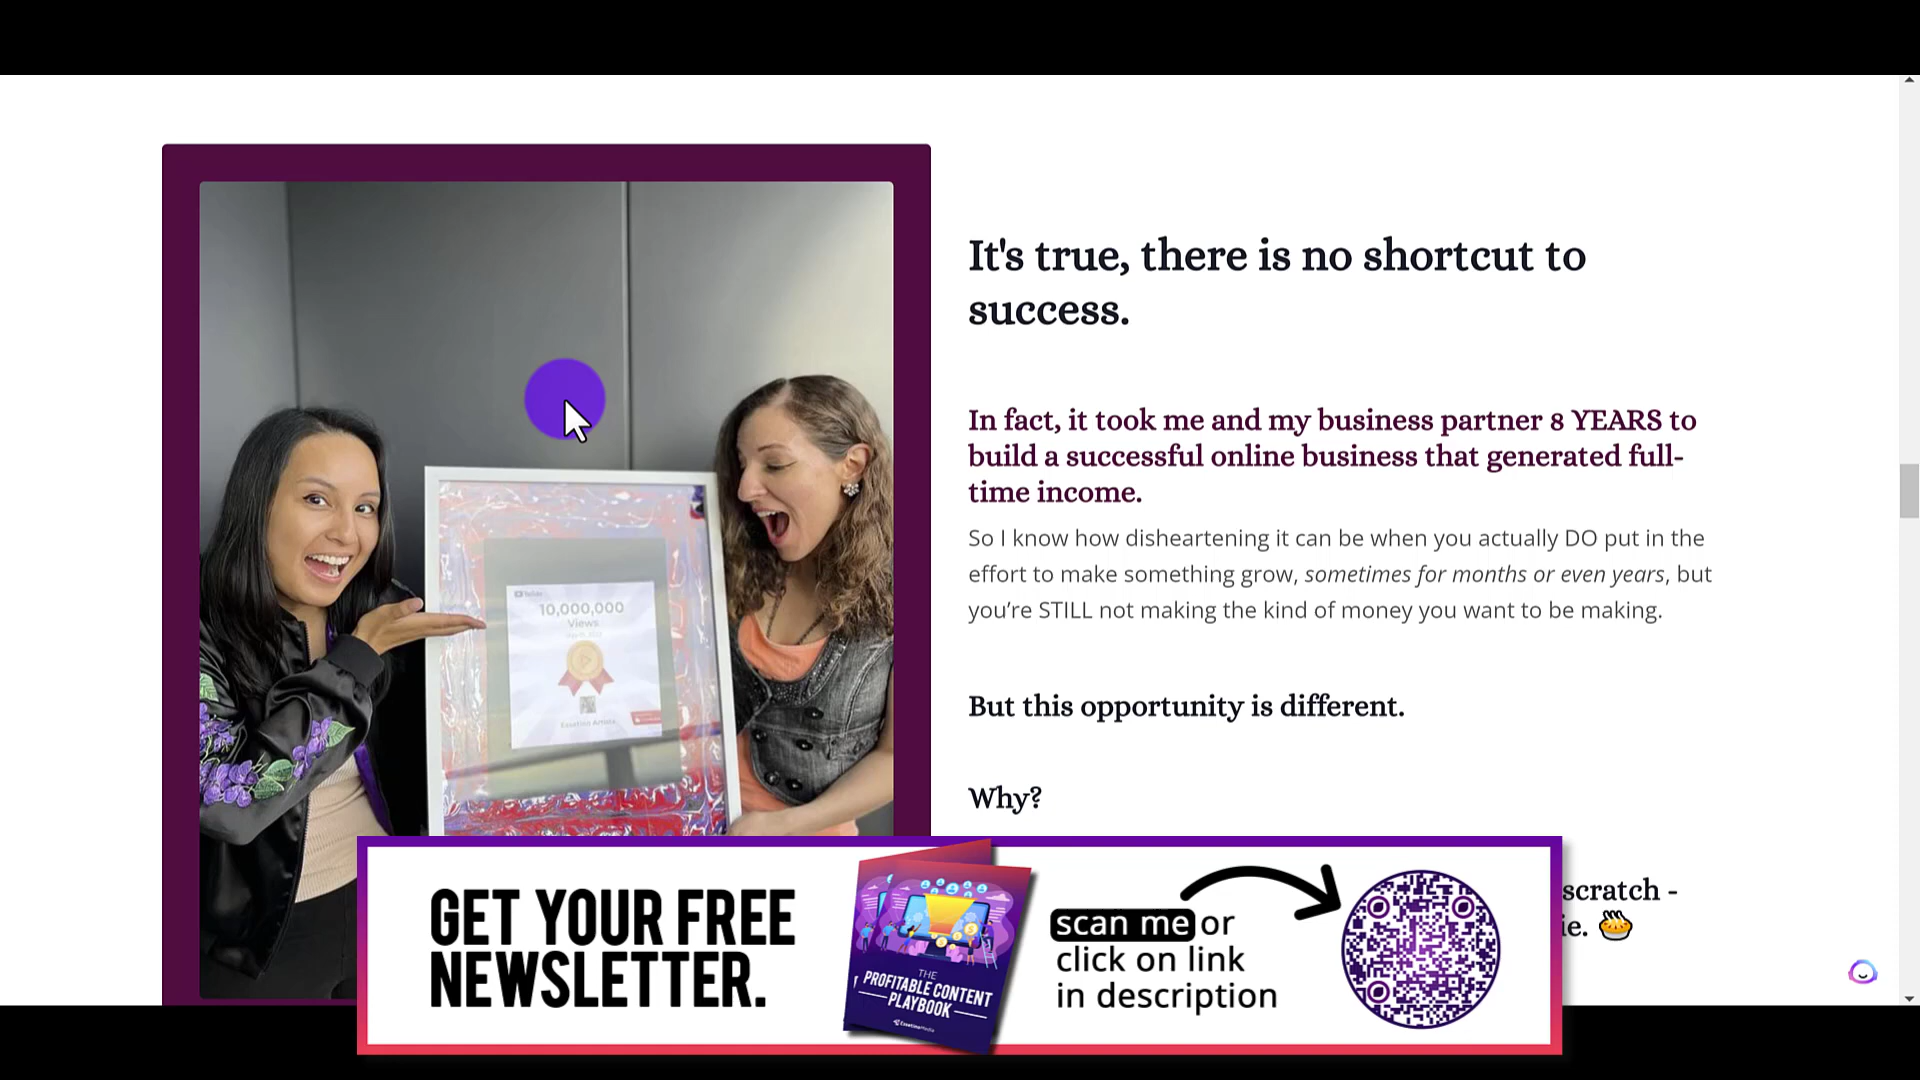 It's true, there is no shortcut to
success.
In fact, it took me and my business partner 8 YEARS to
build a successful online business that generated full-
time income.
So I know how disheartening it can be when you actually DO put in the
effort to make something grow, sometimes for months or even years, but
you’re STILL not making the kind of money you want to be making.
But this opportunity is different.
Why?
scratch -
ie. 🥧
10,000,000
Views
Essetino Artists
GET YOUR FREE
NEWSLETTER.
THE
PROFITABLE CONTENT
PLAYBOOK
EssetinoMedia
scan me or
click on link
in description